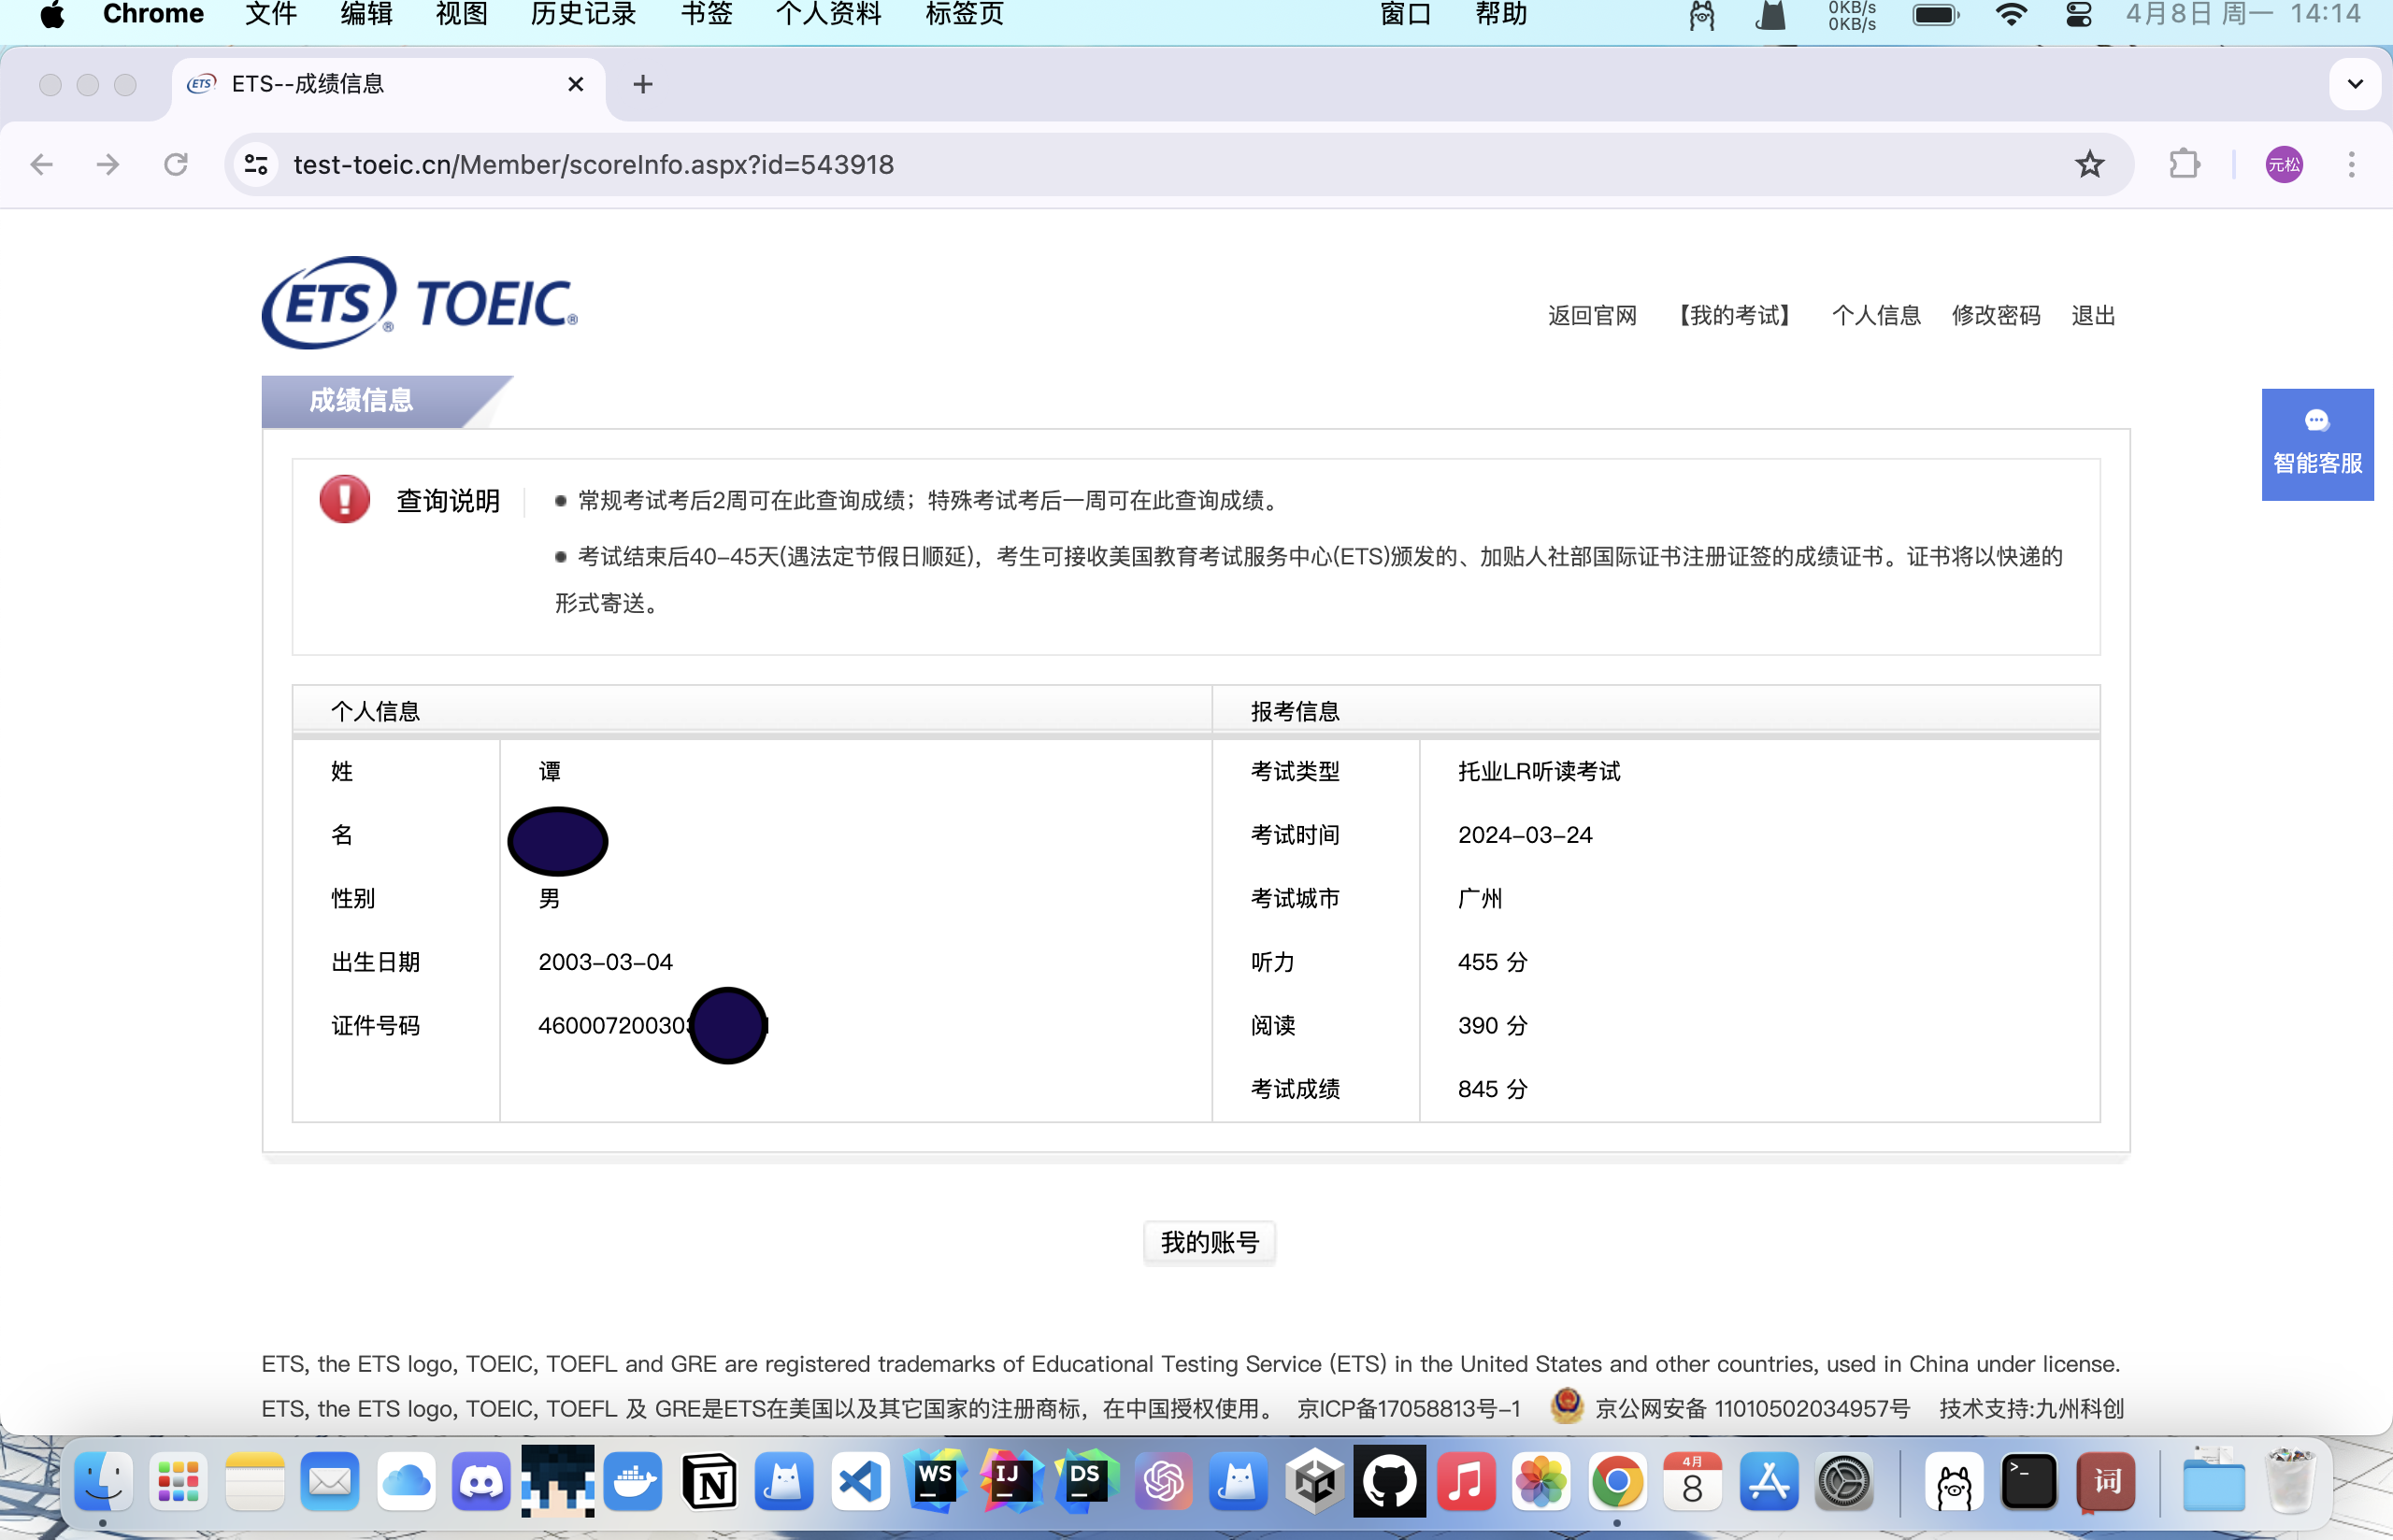 Chrome 文件 编辑 视图 历史记录 书签 个人资料 标签页 窗口 帮助 0KB/s 0KB/s 4月8日 周一 14:14
ETS ETS--成绩信息
test-toeic.cn/Member/scoreInfo.aspx?id=543918 元松
ETS® TOEIC®
返回官网 【我的考试】 个人信息 修改密码 退出
成绩信息
智能客服
查询说明
● 常规考试考后2周可在此查询成绩；特殊考试考后一周可在此查询成绩。
● 考试结束后40-45天(遇法定节假日顺延)，考生可接收美国教育考试服务中心(ETS)颁发的、加贴人社部国际证书注册证签的成绩证书。证书将以快递的
形式寄送。
个人信息 报考信息
姓 谭 考试类型 托业LR听读考试
名 考试时间 2024-03-24
性别 男 考试城市 广州
出生日期 2003-03-04 听力 455 分
证件号码 46000720030 阅读 390 分
考试成绩 845 分
我的账号
ETS, the ETS logo, TOEIC, TOEFL and GRE are registered trademarks of Educational Testing Service (ETS) in the United States and other countries, used in China under license.
ETS, the ETS logo, TOEIC, TOEFL 及 GRE是ETS在美国以及其它国家的注册商标，在中国授权使用。 京ICP备17058813号-1 京公网安备 11010502034957号 技术支持:九州科创
WS IJ DS 4月 8 >_ 词